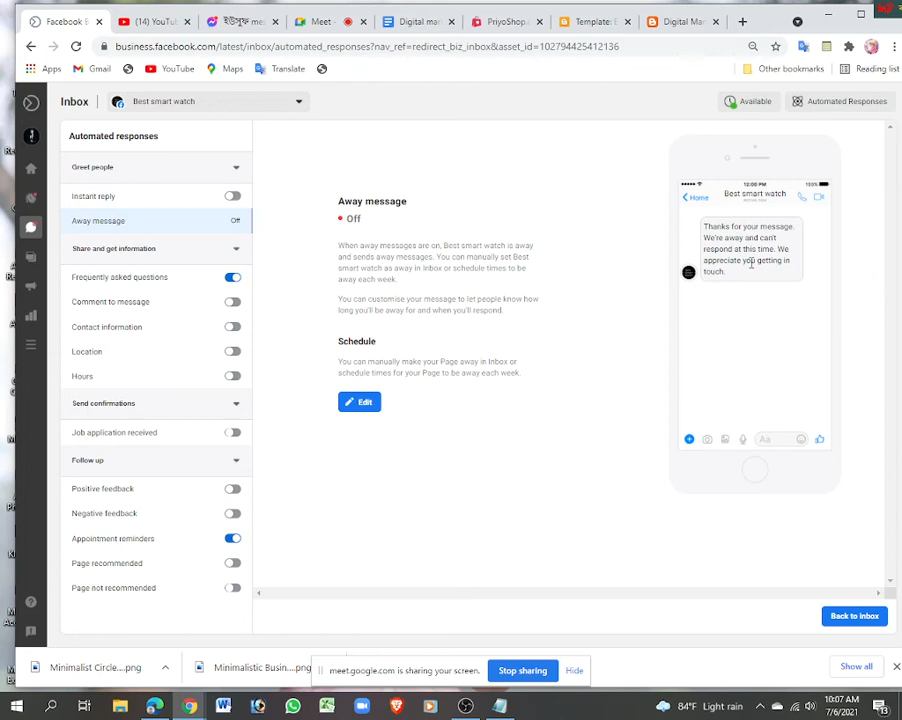 Facebook B
(14) YouTu
ইউসুফ me
Meet -
Digital mar
PriyoShop.
Template: E
Digital Mar
business.facebook.com/latest/inbox/automated_responses?nav_ref=redirect_biz_inbox&asset_id=102794425412136
Apps
Gmail
YouTube
Maps
Translate
Other bookmarks
Reading list
Inbox
Best smart watch
Available
Automated Responses
Automated responses
Greet people
Instant reply
Away message
Off
Share and get information
Frequently asked questions
Comment to message
Contact information
Location
Hours
Send confirmations
Job application received
Follow up
Positive feedback
Negative feedback
Appointment reminders
Page recommended
Page not recommended
Away message
Off
When away messages are on, Best smart watch is away
and sends away messages. You can manually set Best
smart watch as away in Inbox or schedule times to be
away each week.
You can customise your message to let people know how
long you'll be away for and when you'll respond.
Schedule
You can manually make your Page away in Inbox or
schedule times for your Page to be away each week.
Edit
12:00 PM
100%
Home
Best smart watch
Thanks for your message.
We're away and can't
respond at this time. We
appreciate you getting in
touch.
Aa
Back to inbox
Minimalist Circle....png
Minimalistic Busin....png
meet.google.com is sharing your screen.
Stop sharing
Hide
Show all
84°F Light rain
10:07 AM
7/6/2021
13